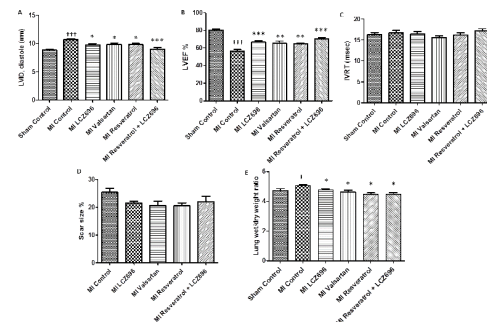 A.
LVID, diastole (mm)
15
10
5
0
†††
*
*
*
***
Sham Control
MI Control
MI LCZ696
MI Valsartan
MI Resveratrol
MI Resveratrol + LCZ696
B.
LVEF %
100
80
60
40
20
0
†††
***
**
**
***
Sham Control
MI Control
MI LCZ696
MI Valsartan
MI Resveratrol
MI Resveratrol + LCZ696
C
IVRT (msec)
20
15
10
5
0
Sham Control
MI Control
MI LCZ696
MI Valsartan
MI Resveratrol
MI Resveratrol + LCZ696
D
Scar size %
30
20
10
0
MI Control
MI LCZ696
MI Valsartan
MI Resveratrol
MI Resveratrol + LCZ696
E
Lung wet/dry weight ratio
6
4
2
0
*
*
*
*
Sham Control
MI Control
MI LCZ696
MI Valsartan
MI Resveratrol
MI Resveratrol + LCZ696